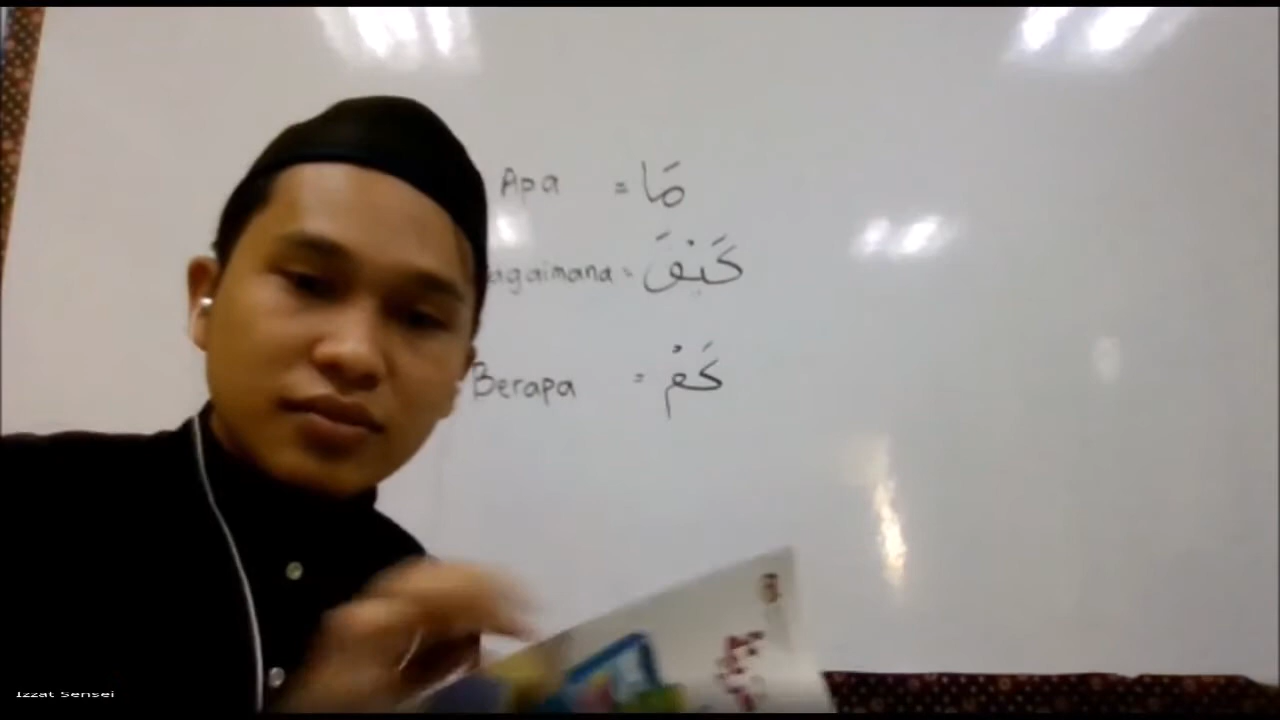 Apa = مَا
agaimana = كَيْفَ
Berapa = كَمْ
Izzat Sensei